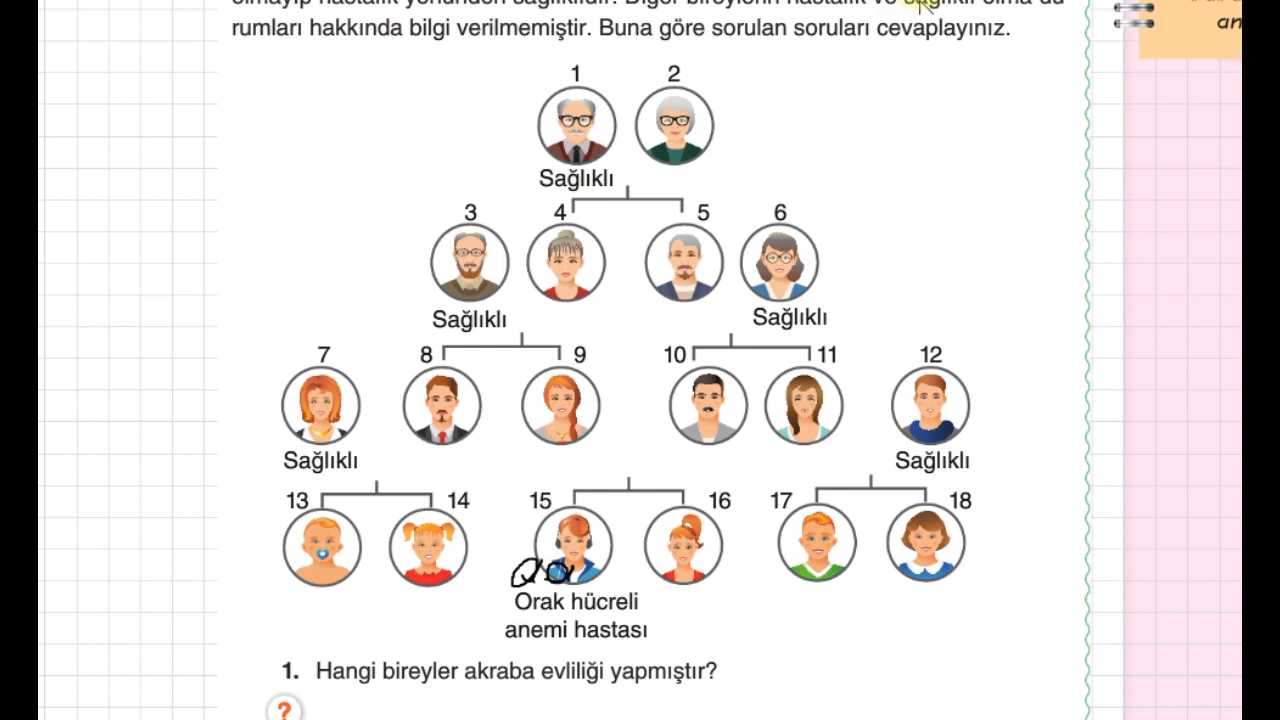 rumları hakkında bilgi verilmemiştir. Buna göre sorulan soruları cevaplayınız.
an
1 2
Sağlıklı
3 4 5 6
Sağlıklı Sağlıklı
7 8 9 10 11 12
Sağlıklı Sağlıklı
13 14 15 16 17 18
aa
Orak hücreli
anemi hastası
1. Hangi bireyler akraba evliliği yapmıştır?
?